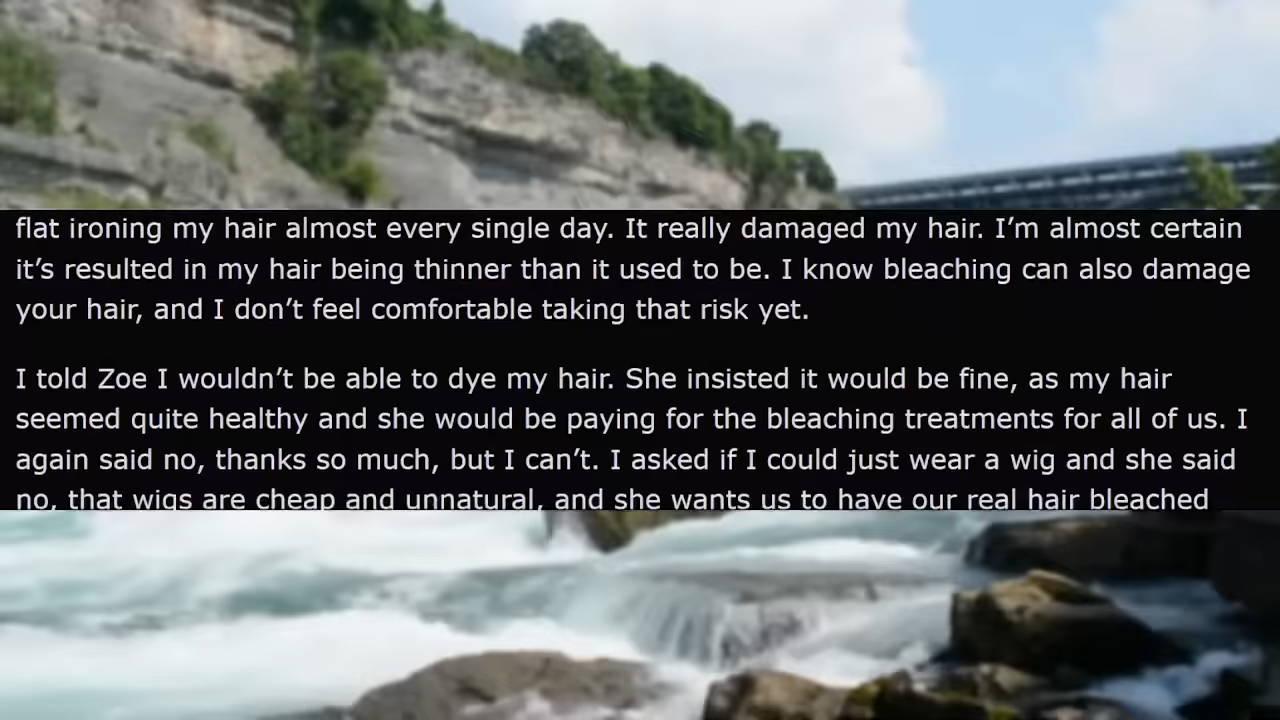 flat ironing my hair almost every single day. It really damaged my hair. I’m almost certain
it’s resulted in my hair being thinner than it used to be. I know bleaching can also damage
your hair, and I don’t feel comfortable taking that risk yet.
I told Zoe I wouldn’t be able to dye my hair. She insisted it would be fine, as my hair
seemed quite healthy and she would be paying for the bleaching treatments for all of us. I
again said no, thanks so much, but I can’t. I asked if I could just wear a wig and she said
no, that wigs are cheap and unnatural, and she wants us to have our real hair bleached